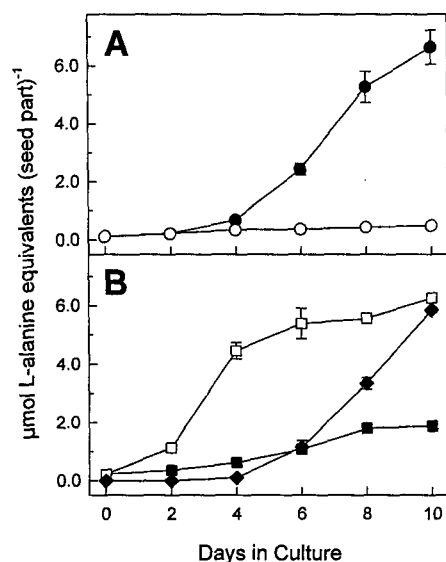 A
6.0
4.0
2.0
0.0
B
6.0
4.0
2.0
0.0
0 2 4 6 8 10
Days in Culture
μmol L-alanine equivalents (seed part)⁻¹